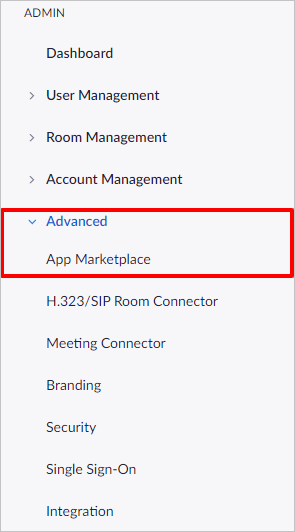 ADMIN
Dashboard
User Management
Room Management
Account Management
Advanced
App Marketplace
H.323/SIP Room Connector
Meeting Connector
Branding
Security
Single Sign-On
Integration